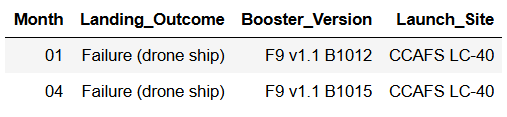 Month Landing_Outcome Booster_Version Launch_Site
01 Failure (drone ship) F9 v1.1 B1012 CCAFS LC-40
04 Failure (drone ship) F9 v1.1 B1015 CCAFS LC-40